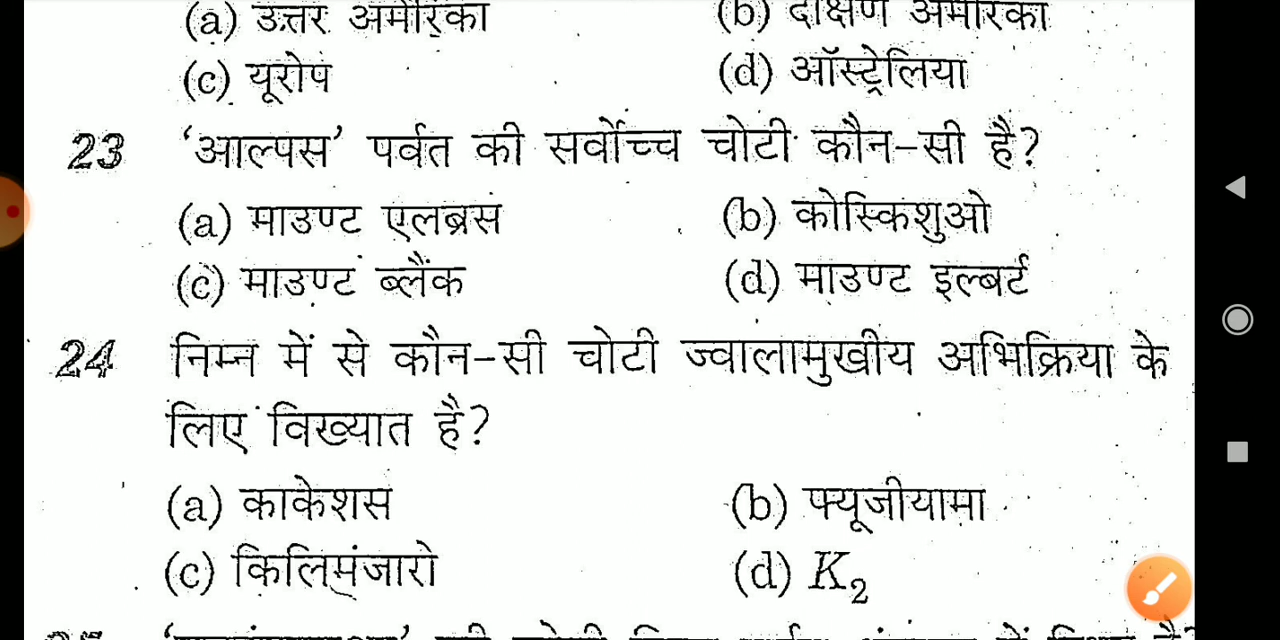 (a) उत्तर अमेरिका (b) दक्षिण अमेरिका
(c) यूरोप (d) ऑस्ट्रेलिया
23 ‘आल्पस’ पर्वत की सर्वोच्च चोटी कौन-सी है?
(a) माउण्ट एलब्रस (b) कोस्किशुओ
(c) माउण्ट ब्लैंक (d) माउण्ट इल्बर्ट
24 निम्न में से कौन-सी चोटी ज्वालामुखीय अभिक्रिया के
लिए विख्यात है?
(a) काकेशस (b) फ्यूजीयामा
(c) किलिमंजारो (d) K₂